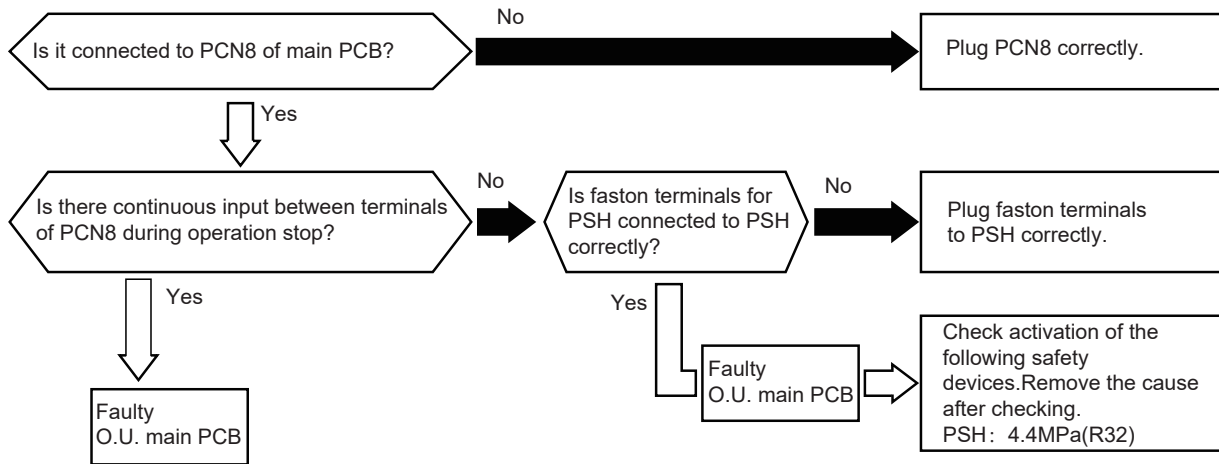 Is it connected to PCN8 of main PCB?
No
Plug PCN8 correctly.
Yes
Is there continuous input between terminals
of PCN8 during operation stop?
No
Is faston terminals for
PSH connected to PSH
correctly?
No
Plug faston terminals
to PSH correctly.
Yes
Faulty
O.U. main PCB
Yes
Faulty
O.U. main PCB
Check activation of the
following safety
devices.Remove the cause
after checking.
PSH : 4.4MPa(R32)